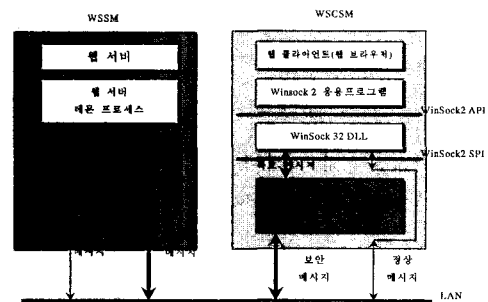 WSSM
WSCSM
웹 서버
웹 서버
데몬 프로세스
웹 클라이언트(웹 브라우저)
Winsock 2 응용프로그램
WinSock2 API
WinSock 32 DLL
WinSock2 SPI
메시지
메시지
메시지
보안
메시지
정상
메시지
LAN